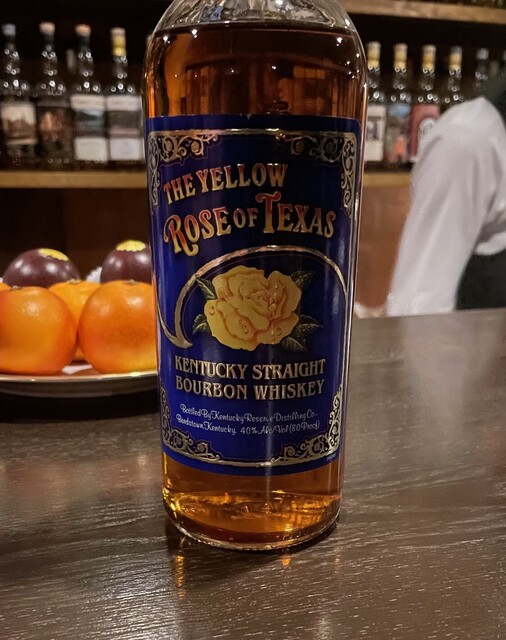 THE YELLOW
ROSE OF TEXAS
KENTUCKY STRAIGHT
BOURBON WHISKEY
Bottled By Kentucky Reserve Distilling Co.,
Bardstown, Kentucky. 40% Alc/Vol (80 Proof)